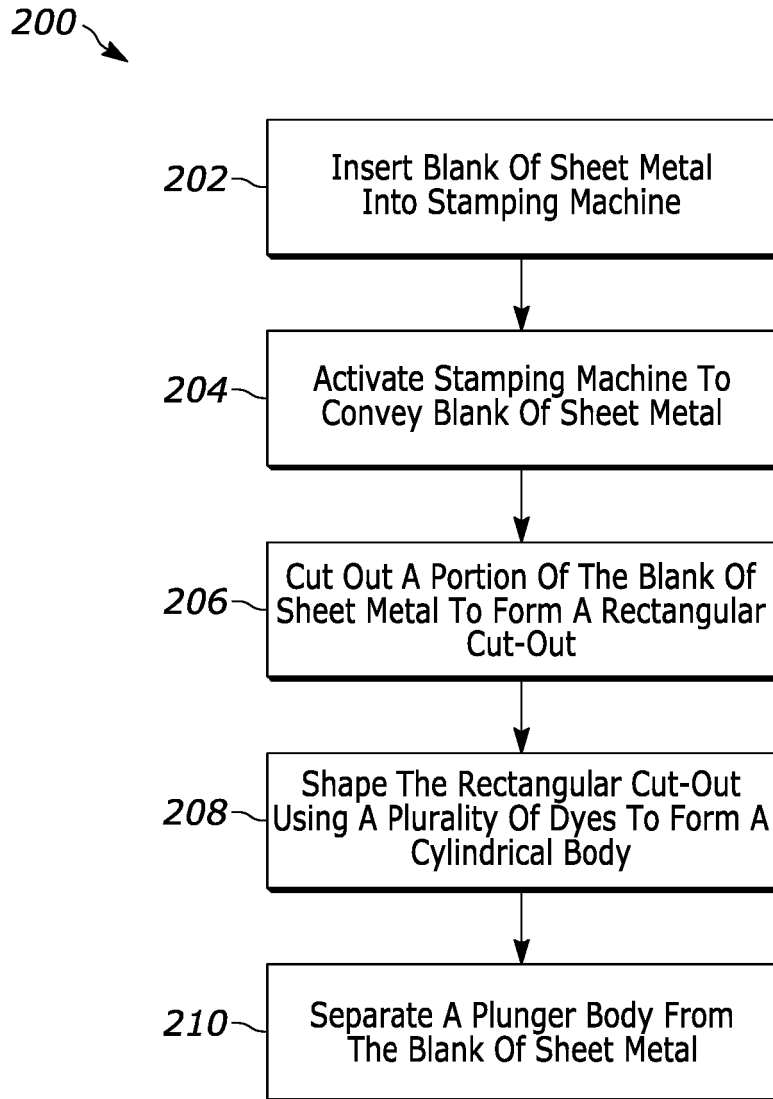 200
202
Insert Blank Of Sheet Metal
Into Stamping Machine
204
Activate Stamping Machine To
Convey Blank Of Sheet Metal
206
Cut Out A Portion Of The Blank Of
Sheet Metal To Form A Rectangular
Cut-Out
208
Shape The Rectangular Cut-Out
Using A Plurality Of Dyes To Form A
Cylindrical Body
210
Separate A Plunger Body From
The Blank Of Sheet Metal